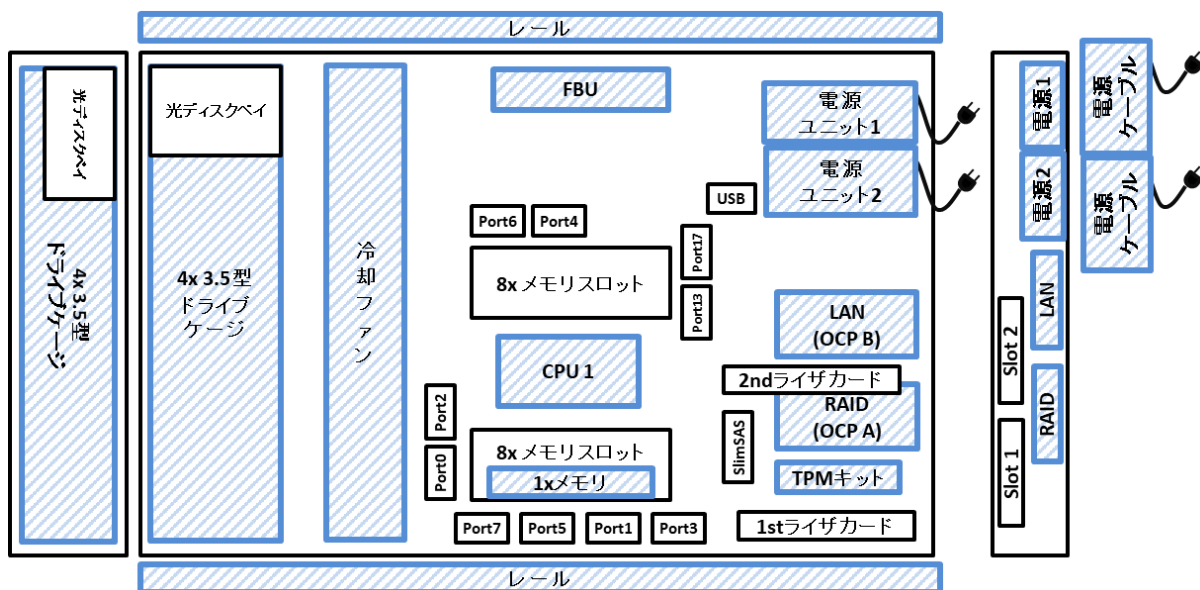 レール
光ディスクベイ
4x 3.5型
ドライブケージ
光ディスクベイ
4x 3.5型
ドライブ
ケージ
冷却ファン
FBU
電源
ユニット1
電源
ユニット2
USB
Port6
Port4
Port17
8x メモリスロット
Port13
LAN
(OCP B)
CPU 1
2ndライザカード
RAID
(OCP A)
Port2
Port0
SlimSAS
8x メモリスロット
1xメモリ
TPMキット
Port7
Port5
Port1
Port3
1stライザカード
レール
電源1
電源2
LAN
Slot 2
RAID
Slot 1
電源
ケーブル
電源
ケーブル